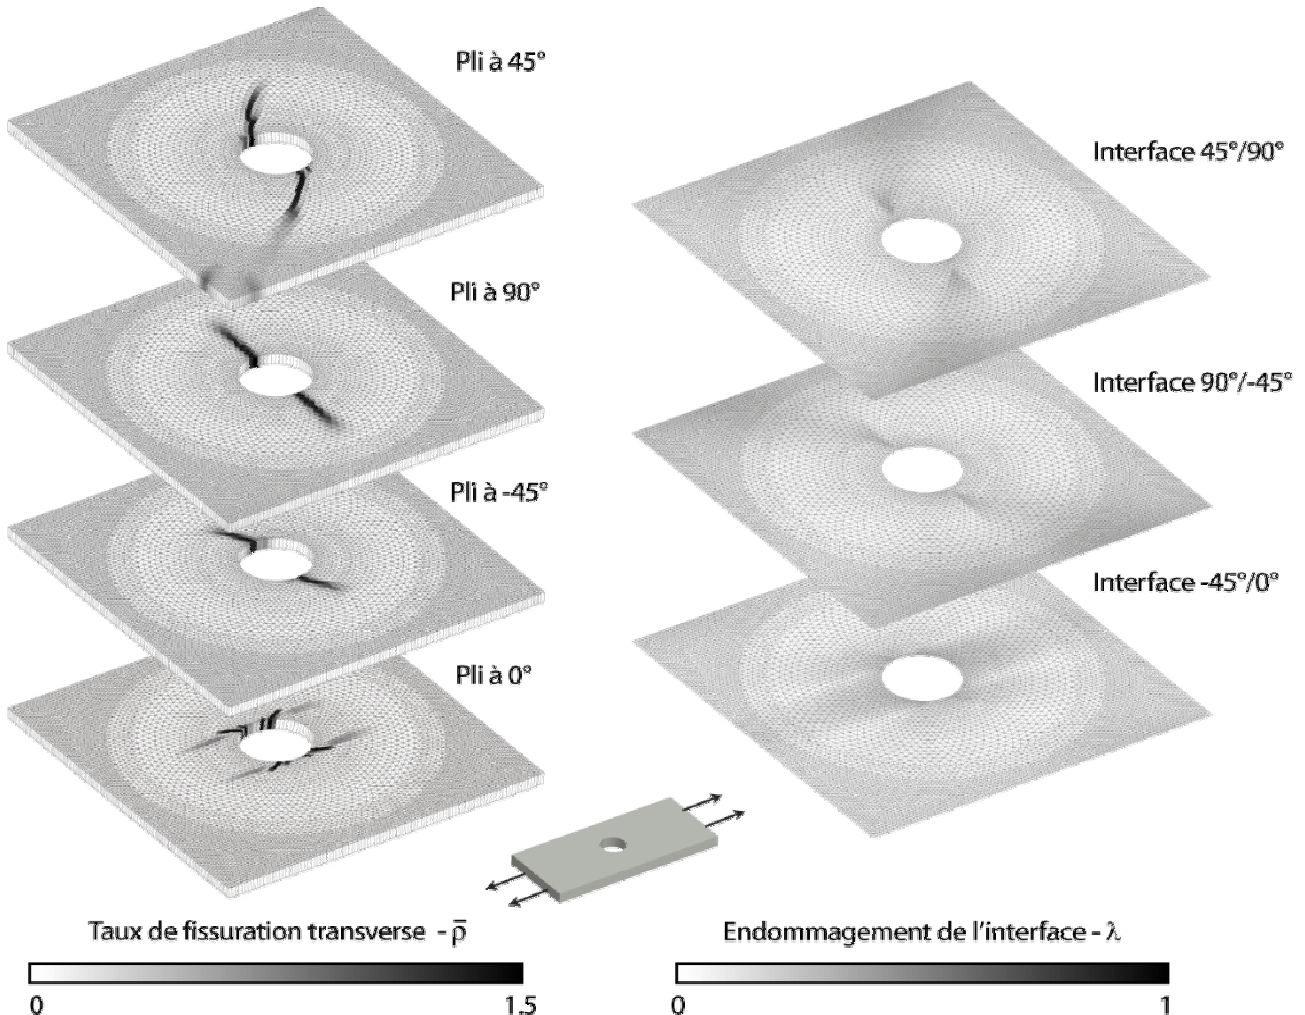 Pli à 45°
Interface 45°/90°
Pli à 90°
Interface 90°/-45°
Pli à -45°
Interface -45°/0°
Pli à 0°
Taux de fissuration transverse - ρ̅
Endommagement de l'interface - λ
0 1.5
0 1